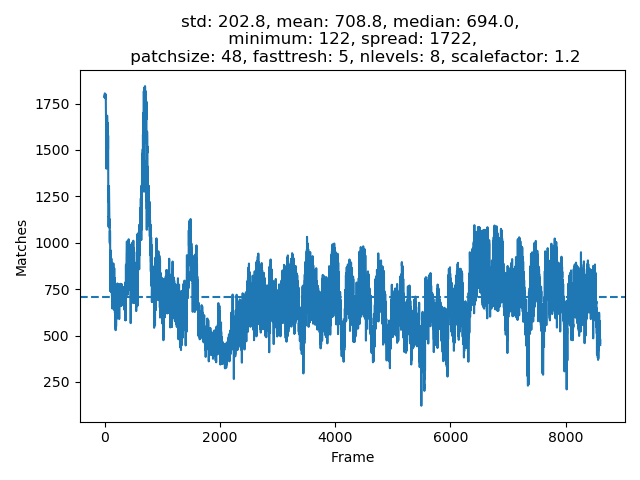 std: 202.8, mean: 708.8, median: 694.0,
minimum: 122, spread: 1722,
patchsize: 48, fasttresh: 5, nlevels: 8, scalefactor: 1.2
1750
1500
1250
1000
750
500
250
Matches
0 2000 4000 6000 8000
Frame